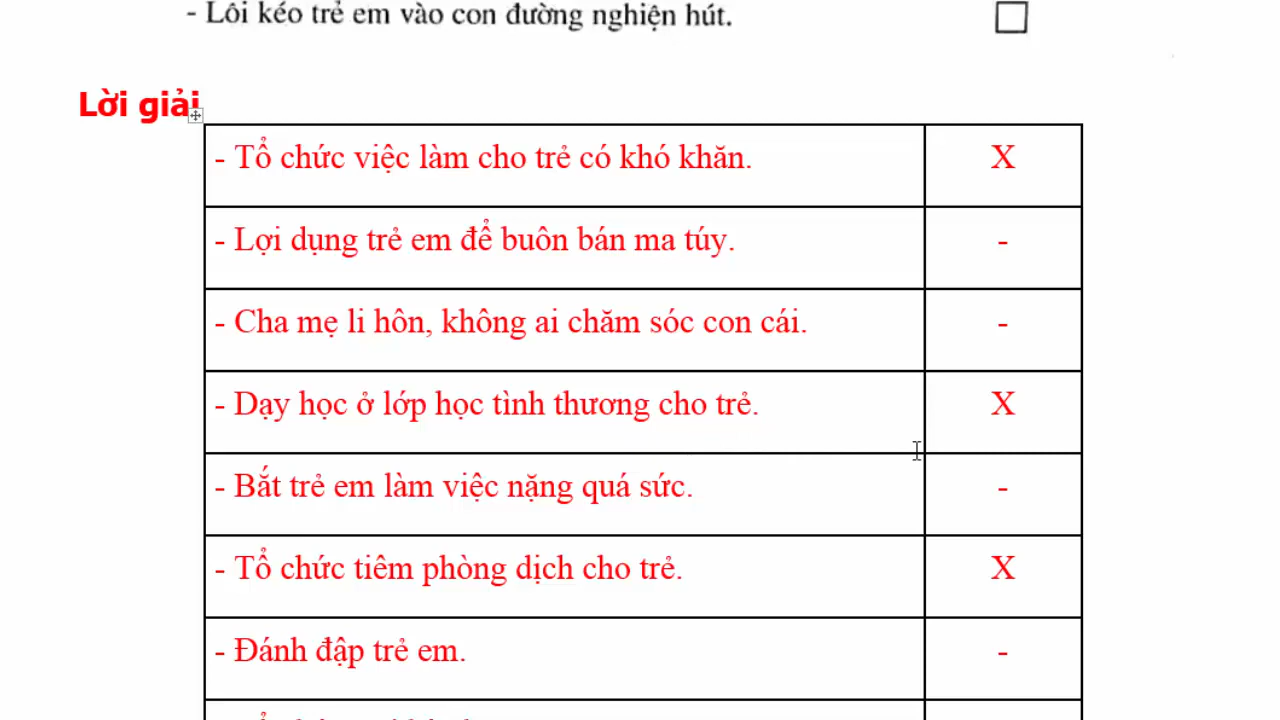 - Lôi kéo trẻ em vào con đường nghiện hút.
Lời giải
- Tổ chức việc làm cho trẻ có khó khăn. X
- Lợi dụng trẻ em để buôn bán ma túy. -
- Cha mẹ li hôn, không ai chăm sóc con cái. -
- Dạy học ở lớp học tình thương cho trẻ. X
- Bắt trẻ em làm việc nặng quá sức. -
- Tổ chức tiêm phòng dịch cho trẻ. X
- Đánh đập trẻ em. -